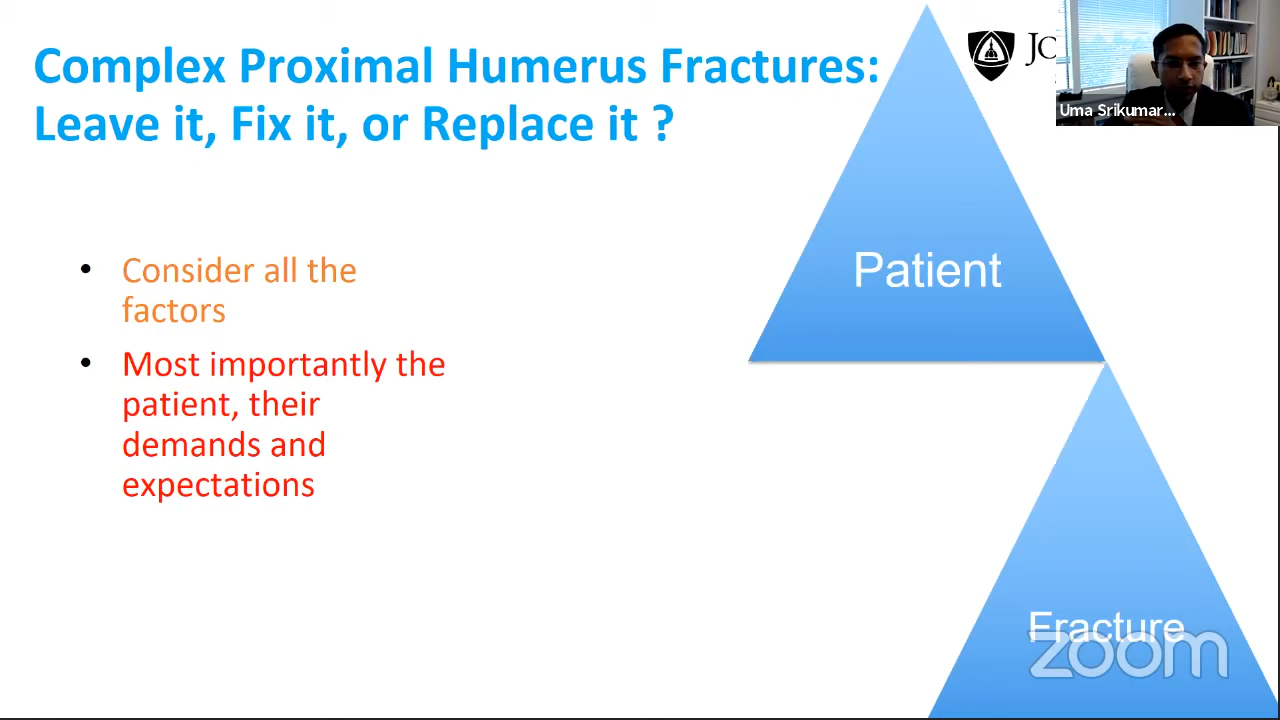 Complex Proximal Humerus Fractures:
Leave it, Fix it, or Replace it ?
JO
Uma Srikumar...
• Consider all the
factors
• Most importantly the
patient, their
demands and
expectations
Patient
Fracture
zoom